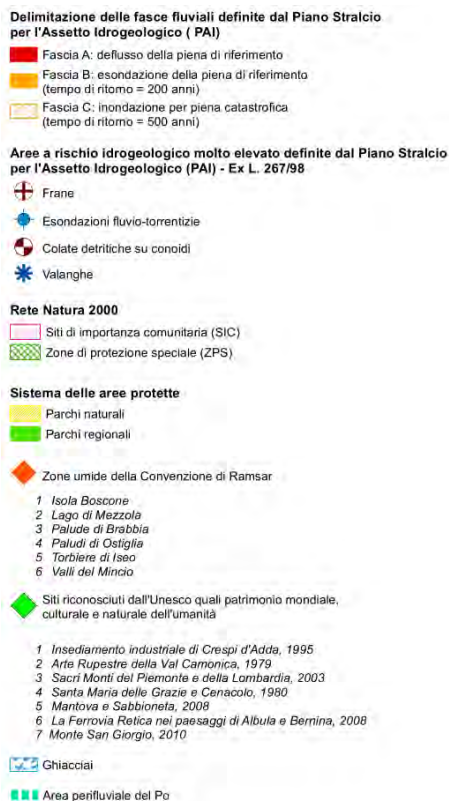 Delimitazione delle fasce fluviali definite dal Piano Stralcio
per l'Assetto Idrogeologico ( PAI)
Fascia A: deflusso della piena di riferimento
Fascia B: esondazione della piena di riferimento
(tempo di ritorno = 200 anni)
Fascia C: inondazione per piena catastrofica
(tempo di ritorno = 500 anni)
Aree a rischio idrogeologico molto elevato definite dal Piano Stralcio
per l'Assetto Idrogeologico (PAI) - Ex L. 267/98
Frane
Esondazioni fluvio-torrentizie
Colate detritiche su conoidi
Valanghe
Rete Natura 2000
Siti di importanza comunitaria (SIC)
Zone di protezione speciale (ZPS)
Sistema delle aree protette
Parchi naturali
Parchi regionali
Zone umide della Convenzione di Ramsar
1 Isola Boscone
2 Lago di Mezzola
3 Palude di Brabbia
4 Paludi di Ostiglia
5 Torbiere di Iseo
6 Valli del Mincio
Siti riconosciuti dall'Unesco quali patrimonio mondiale,
culturale e naturale dell'umanità
1 Insediamento industriale di Crespi d'Adda, 1995
2 Arte Rupestre della Val Camonica, 1979
3 Sacri Monti del Piemonte e della Lombardia, 2003
4 Santa Maria delle Grazie e Cenacolo, 1980
5 Mantova e Sabbioneta, 2008
6 La Ferrovia Retica nei paesaggi di Albula e Bernina, 2008
7 Monte San Giorgio, 2010
Ghiacciai
Area perifluviale del Po